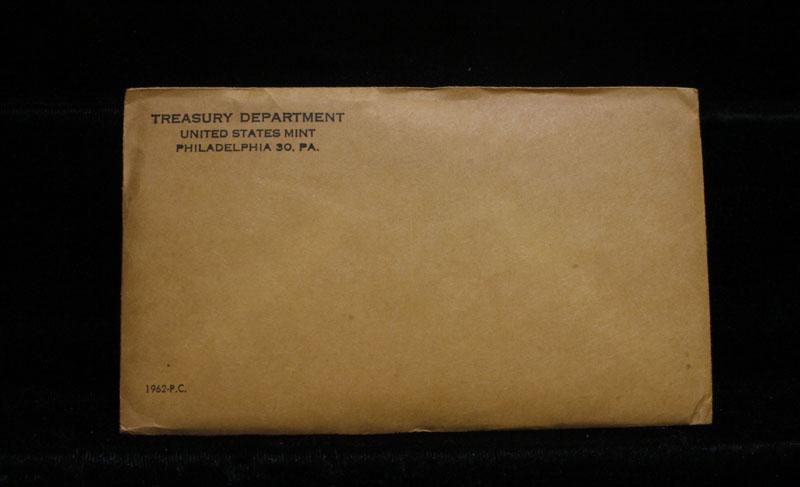 TREASURY DEPARTMENT
UNITED STATES MINT
PHILADELPHIA 30, PA.
1962-P.C.